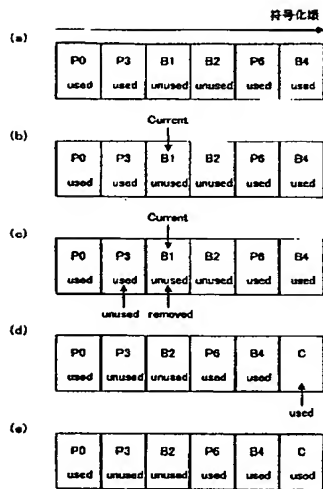 符号化順
(a)
P0 P3 B1 B2 P6 B4
used used unused unused used used
(b)
Current
P0 P3 B1 B2 P6 B4
used used unused unused used used
(c)
Current
P0 P3 B1 B2 P6 B4
used used unused unused used used
unused removed
(d)
P0 P3 B2 P6 B4 C
used unused unused used used
used
(e)
P0 P3 B2 P6 B4 C
used unused unused used used used